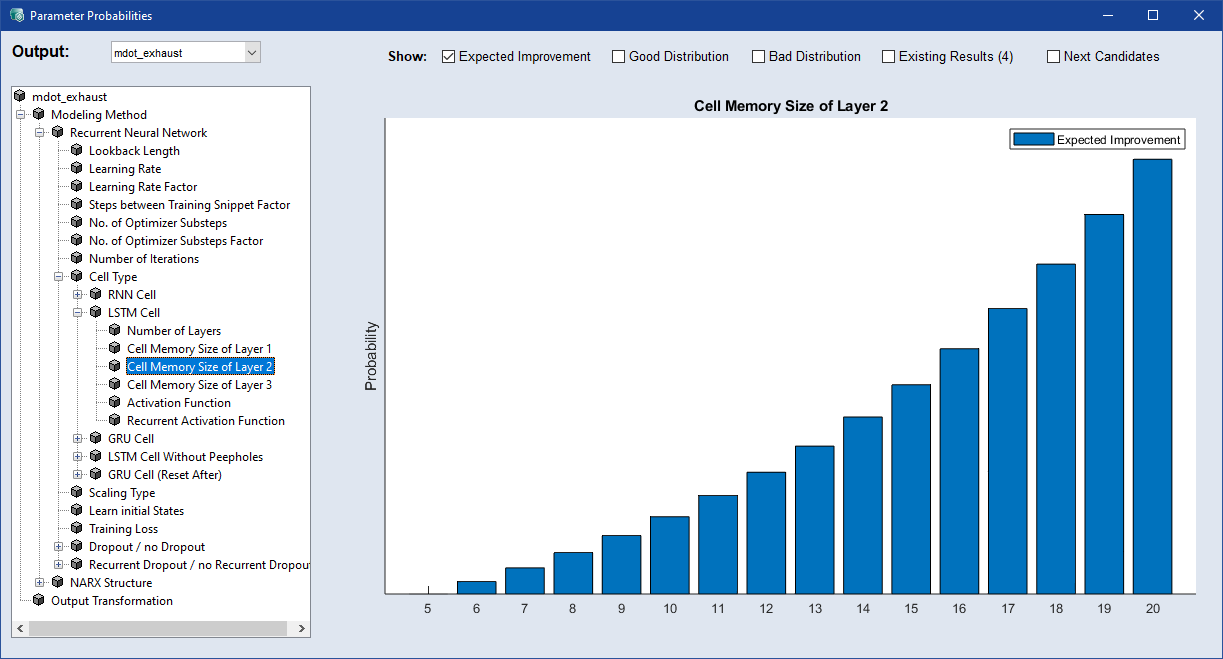 Parameter Probabilities
Output: mdot_exhaust
Show: Expected Improvement Good Distribution Bad Distribution Existing Results (4) Next Candidates
mdot_exhaust
Modeling Method
Recurrent Neural Network
Lookback Length
Learning Rate
Learning Rate Factor
Steps between Training Snippet Factor
No. of Optimizer Substeps
No. of Optimizer Substeps Factor
Number of Iterations
Cell Type
RNN Cell
LSTM Cell
Number of Layers
Cell Memory Size of Layer 1
Cell Memory Size of Layer 2
Cell Memory Size of Layer 3
Activation Function
Recurrent Activation Function
GRU Cell
LSTM Cell Without Peepholes
GRU Cell (Reset After)
Scaling Type
Learn initial States
Training Loss
Dropout / no Dropout
Recurrent Dropout / no Recurrent Dropou
NARX Structure
Output Transformation
Cell Memory Size of Layer 2
Expected Improvement
Probability
5 6 7 8 9 10 11 12 13 14 15 16 17 18 19 20